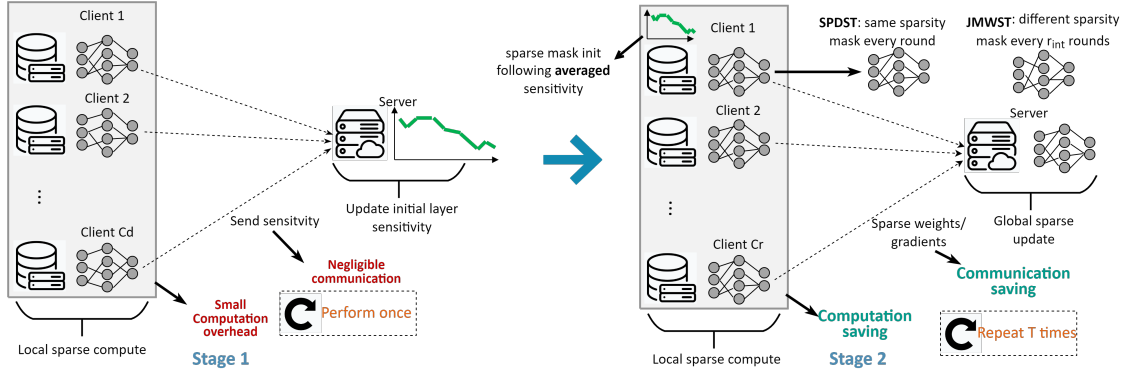 Client 1
Client 2
⋮
Client Cd
Local sparse compute
Server
Update initial layer
sensitivity
Send sensitvity
Negligible
communication
Small
Computation
overhead
Perform once
Stage 1
sparse mask init
following averaged
sensitivity
Client 1
Client 2
⋮
Client Cr
Local sparse compute
SPDST: same sparsity
mask every round
JMWST: different sparsity
mask every rint rounds
Server
Global sparse
update
Sparse weights/
gradients
Communication
saving
Computation
saving
Repeat T times
Stage 2